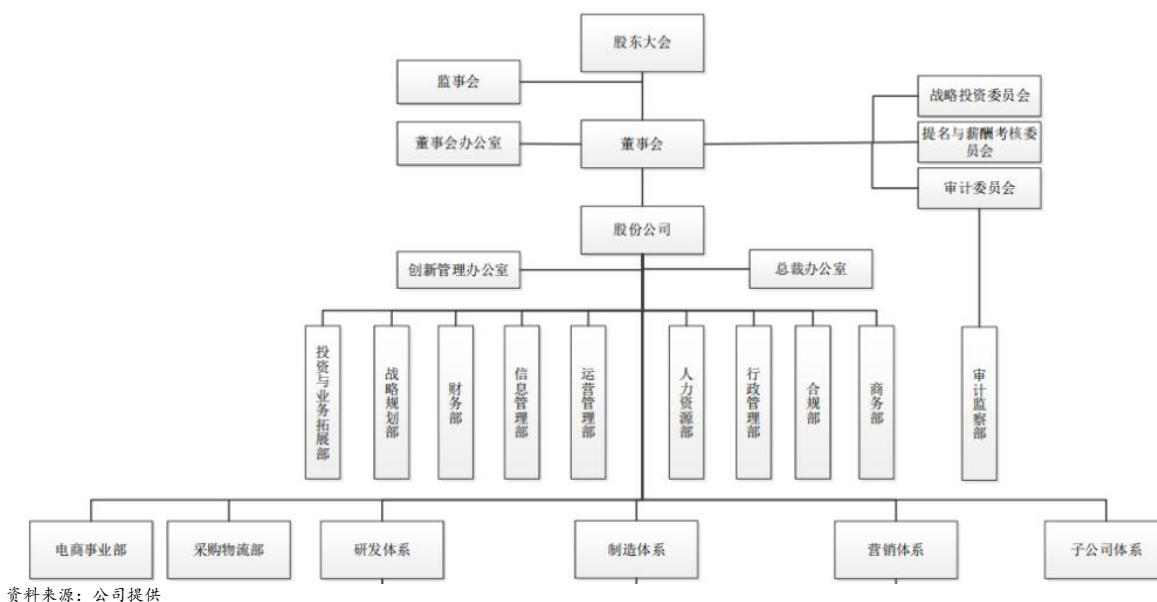 股东大会
监事会
战略投资委员会
董事会办公室
董事会
提名与薪酬考核委
员会
审计委员会
股份公司
创新管理办公室
总裁办公室
投资与业务拓展部
战略规划部
财务部
信息管理部
运营管理部
人力资源部
行政管理部
合规部
商务部
审计监察部
电商事业部
采购物流部
研发体系
制造体系
营销体系
子公司体系
资料来源：公司提供